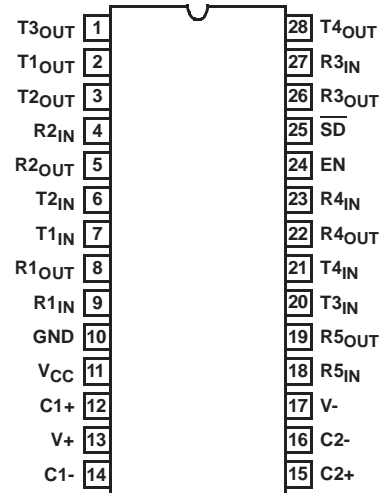 T3OUT 1 28 T4OUT
T1OUT 2 27 R3IN
T2OUT 3 26 R3OUT
R2IN 4 25 S̅D̅
R2OUT 5 24 EN
T2IN 6 23 R4IN
T1IN 7 22 R4OUT
R1OUT 8 21 T4IN
R1IN 9 20 T3IN
GND 10 19 R5OUT
VCC 11 18 R5IN
C1+ 12 17 V-
V+ 13 16 C2-
C1- 14 15 C2+